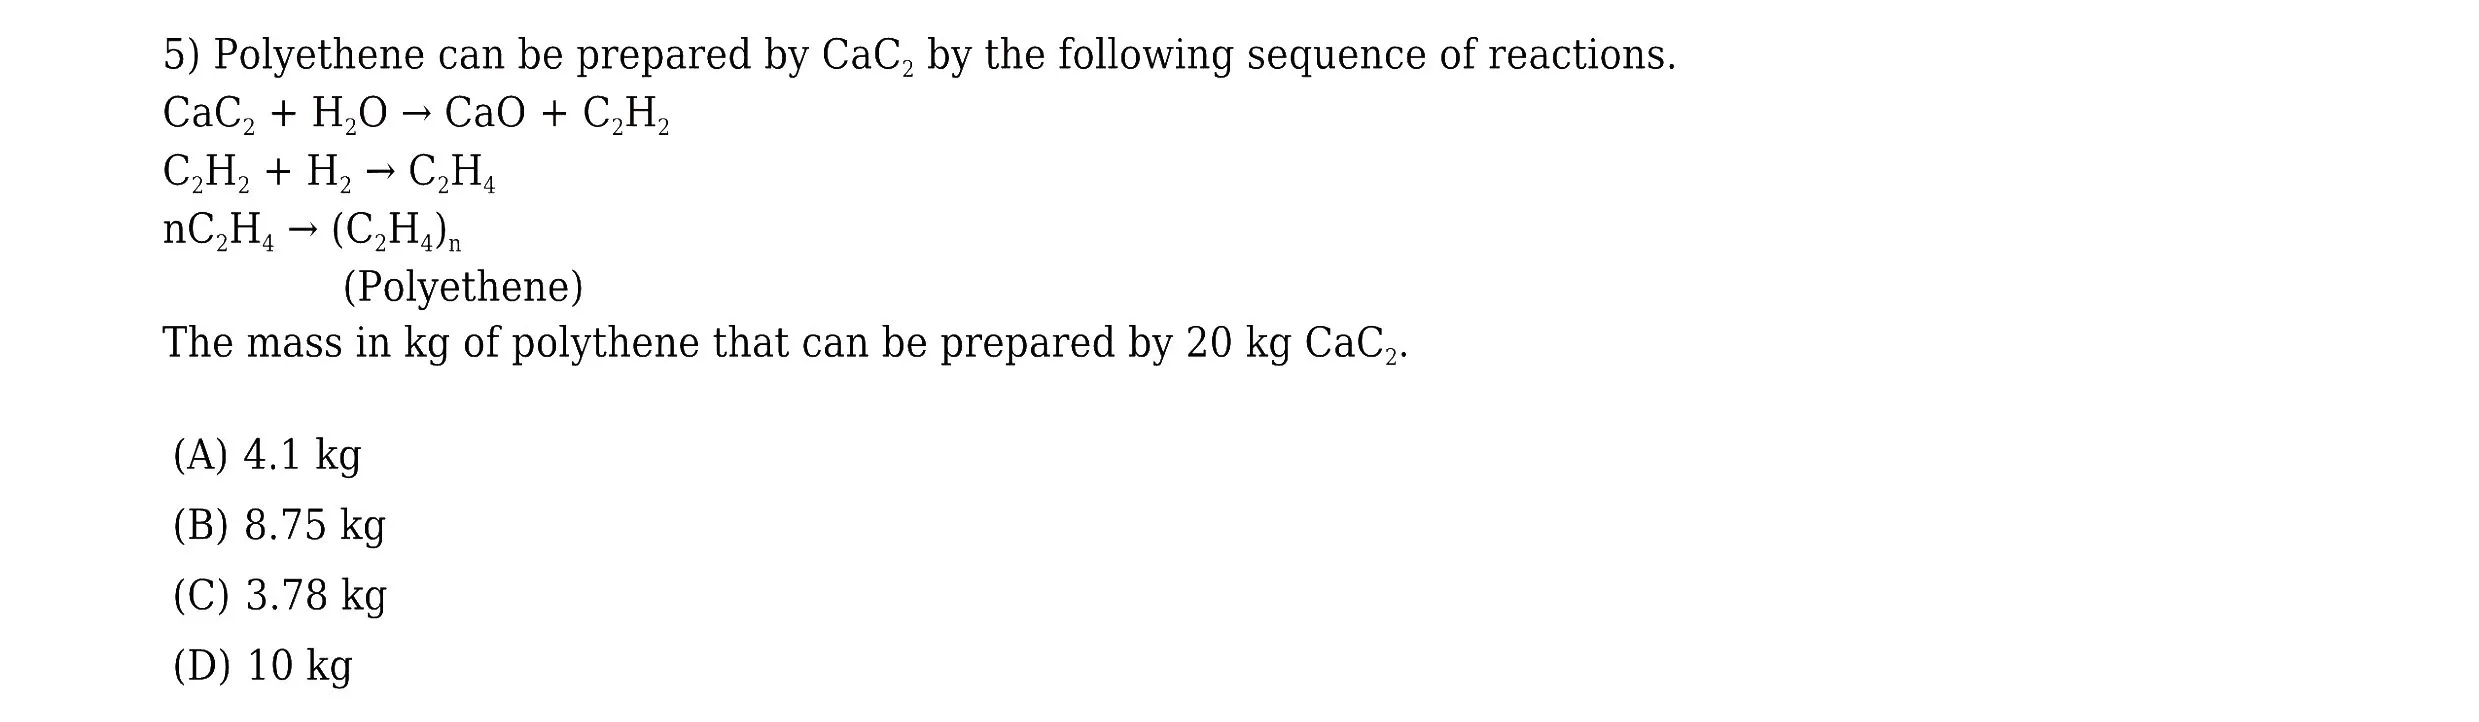 5) Polyethene can be prepared by CaC₂ by the following sequence of reactions.
CaC₂ + H₂O → CaO + C₂H₂
C₂H₂ + H₂ → C₂H₄
nC₂H₄ → (C₂H₄)ₙ
(Polyethene)
The mass in kg of polythene that can be prepared by 20 kg CaC₂.
(A) 4.1 kg
(B) 8.75 kg
(C) 3.78 kg
(D) 10 kg